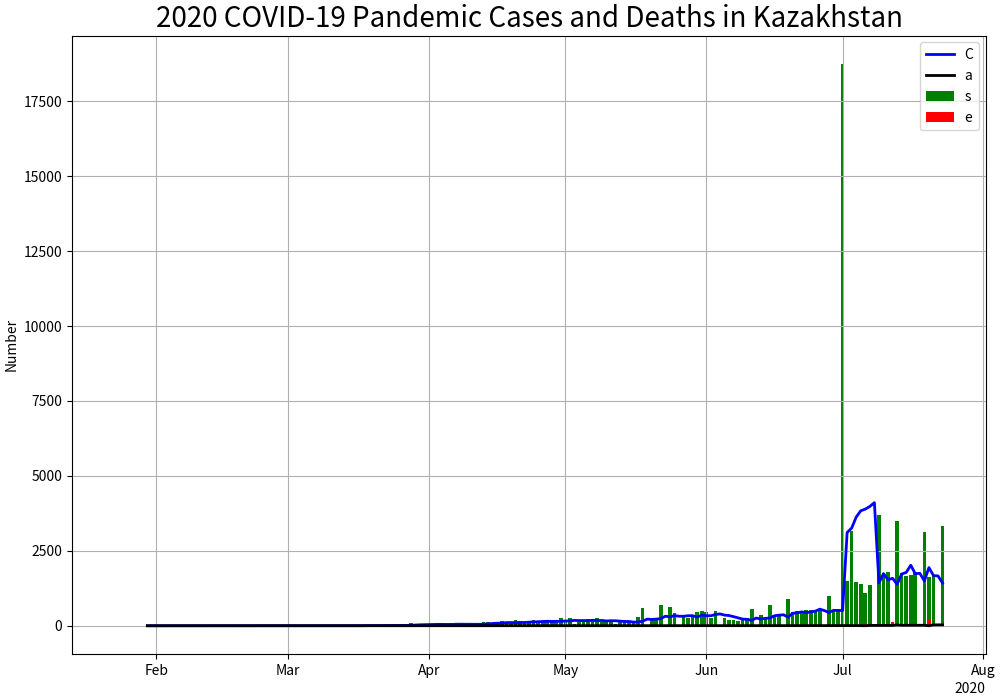 2020 COVID-19 Pandemic Cases and Deaths in Kazakhstan
C
a
s
e
Number
17500
15000
12500
10000
7500
5000
2500
0
Feb Mar Apr May Jun Jul Aug
2020